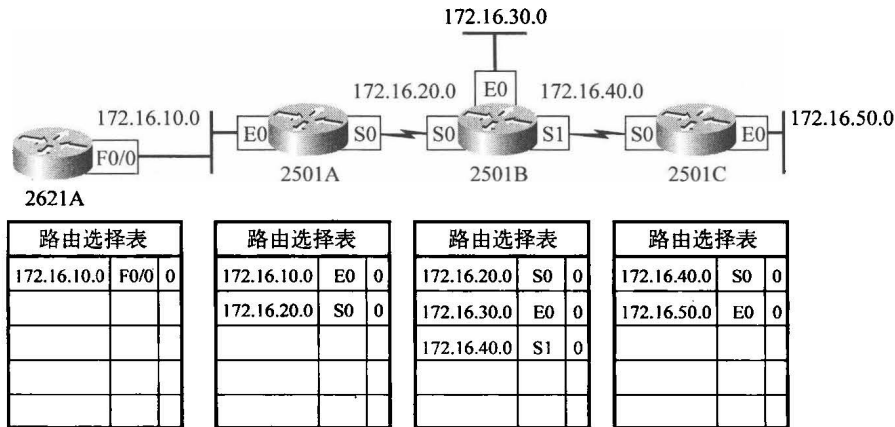 172.16.30.0
172.16.20.0 E0 172.16.40.0
172.16.10.0 172.16.50.0
F0/0 E0 S0 S0 S1 S0 E0
2501A 2501B 2501C
2621A
路由选择表
172.16.10.0 F0/0 0
路由选择表
172.16.10.0 E0 0
172.16.20.0 S0 0
路由选择表
172.16.20.0 S0 0
172.16.30.0 E0 0
172.16.40.0 S1 0
路由选择表
172.16.40.0 S0 0
172.16.50.0 E0 0